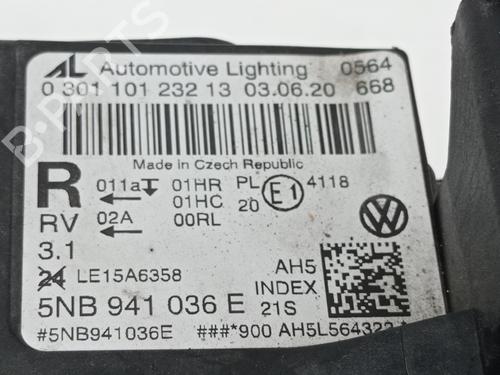 AL Automotive Lighting 0564
0 301 101 232 13 03.06.20 668
Made in Czech Republic
R 011a 01HR PL E1 4118
01HC 20
RV 02A 00RL
3.1
24 LE15A6358 AH5
INDEX
5NB 941 036 E 21S
#5NB941036E ###*900 AH5L564322
B-PARTS